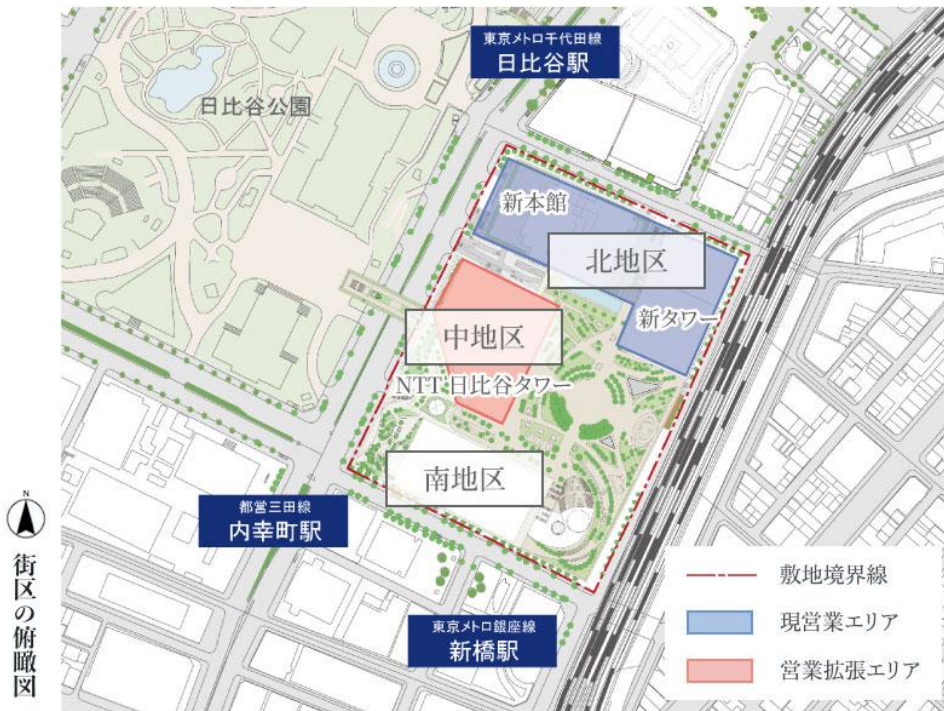 東京メトロ千代田線
日比谷駅
日比谷公園
新本館
北地区
新タワー
中地区
NTT 日比谷タワー
南地区
都営三田線
内幸町駅
東京メトロ銀座線
新橋駅
N
街区の俯瞰図
敷地境界線
現営業エリア
営業拡張エリア